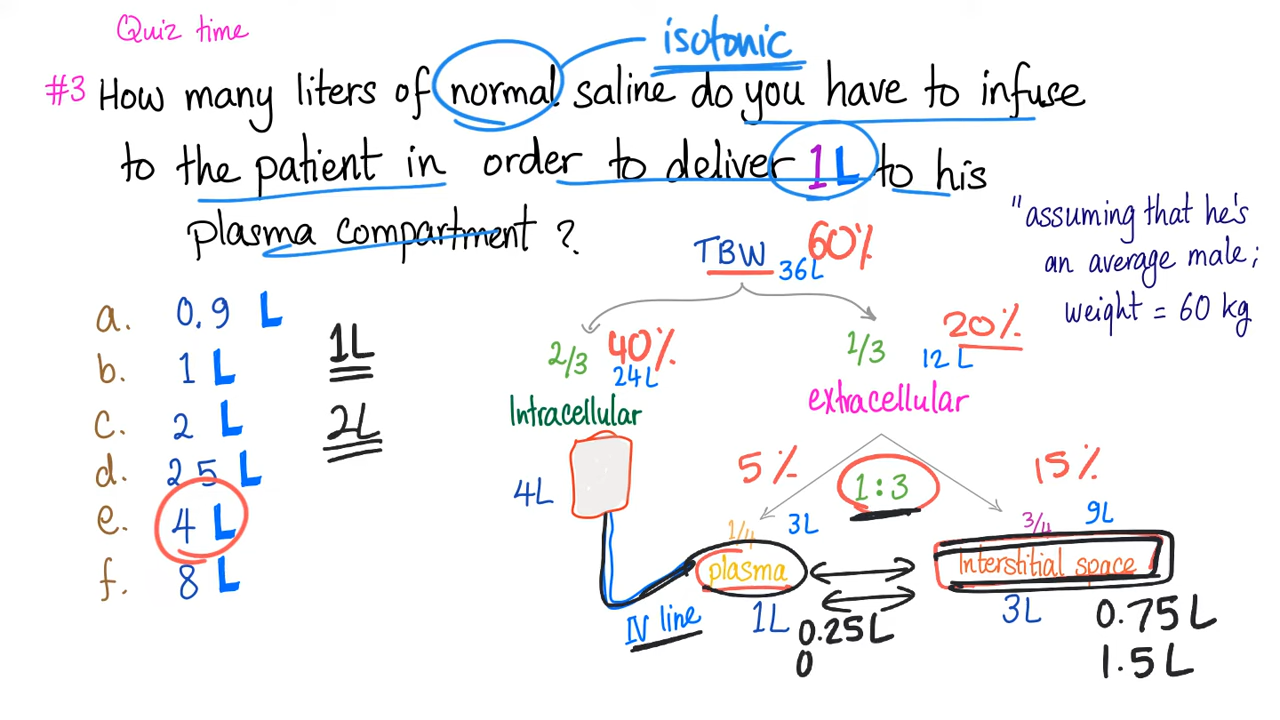 Quiz time
isotonic
#3 How many liters of normal saline do you have to infuse
to the patient in order to deliver 1L to his
plasma compartment ?
"assuming that he's
an average male;
weight = 60 kg
TBW 60%
36L
a. 0.9 L
b. 1 L
c. 2 L
d. 2 5 L
e. 4 L
f. 8 L
1L
2L
2/3 40%
24L
Intracellular
1/3 20%
12 L
extracellular
4L
5%
1:3
15%
1/4 3L
plasma
3/4 9L
Interstitial space
IV line
1L
0.25L
0
3L
0.75L
1.5L